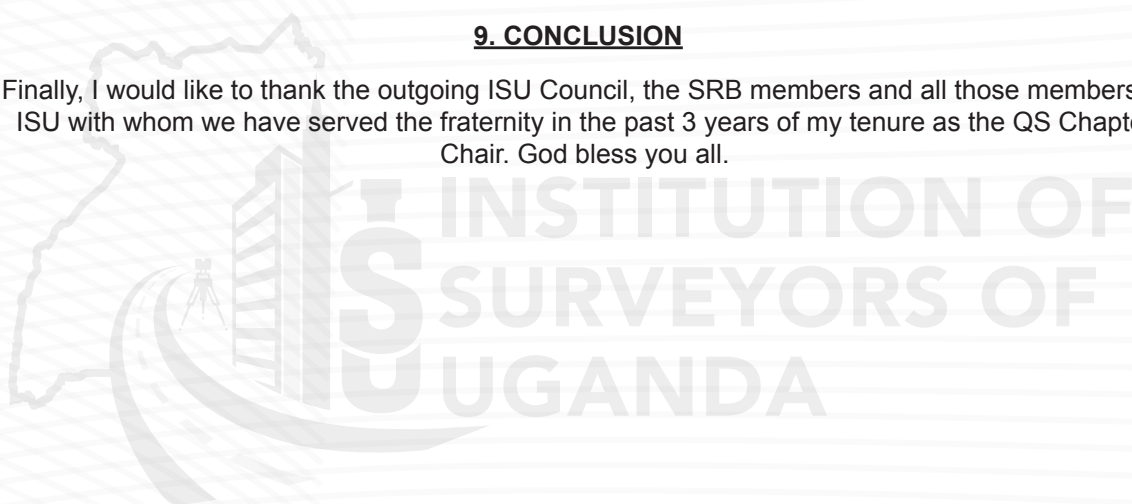 9. CONCLUSION
Finally, I would like to thank the outgoing ISU Council, the SRB members and all those members
ISU with whom we have served the fraternity in the past 3 years of my tenure as the QS Chapte
Chair. God bless you all.
ISU
INSTITUTION OF
SURVEYORS OF
UGANDA